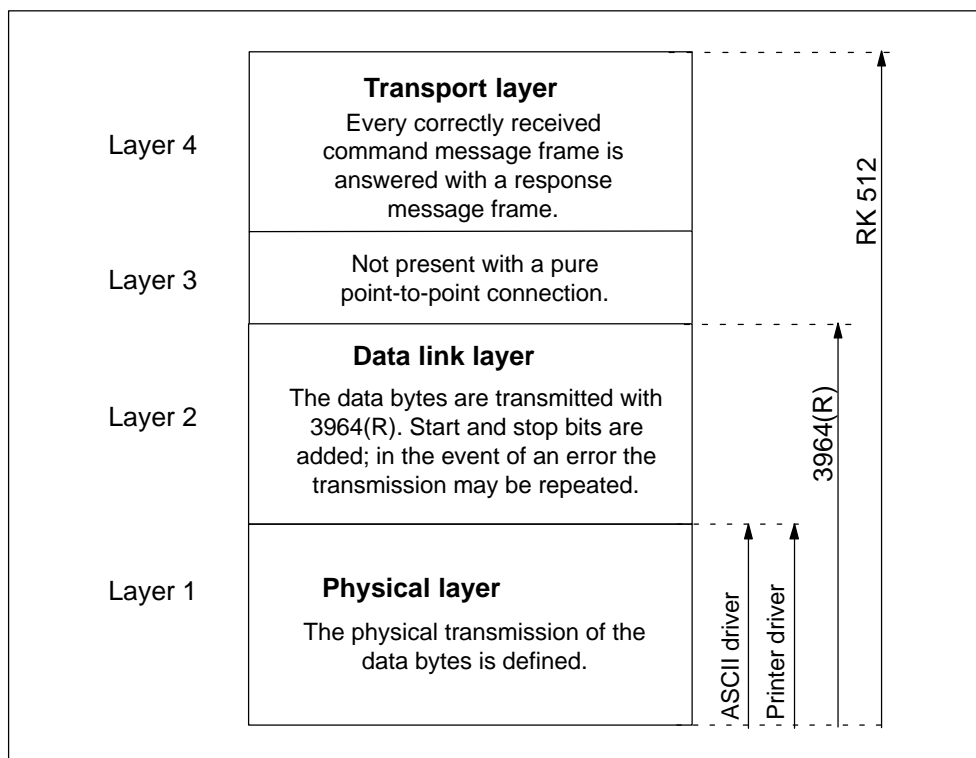 Layer 4
Transport layer
Every correctly received
command message frame is
answered with a response
message frame.
Layer 3
Not present with a pure
point-to-point connection.
Layer 2
Data link layer
The data bytes are transmitted with
3964(R). Start and stop bits are
added; in the event of an error the
transmission may be repeated.
Layer 1
Physical layer
The physical transmission of the
data bytes is defined.
ASCII driver
Printer driver
3964(R)
RK 512